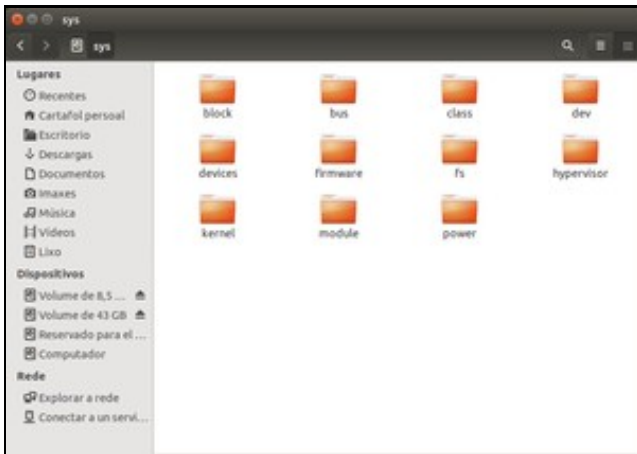 sys
sys
Lugares
Recentes
Cartafol persoal
Escritorio
Descargas
Documentos
Imaxes
Música
Vídeos
Lixo
Dispositivos
Volume de 8,5 ...
Volume de 43 GB
Reservado para el ...
Computador
Rede
Explorar a rede
Conectar a un servi...
block bus class dev
devices firmware fs hypervisor
kernel module power